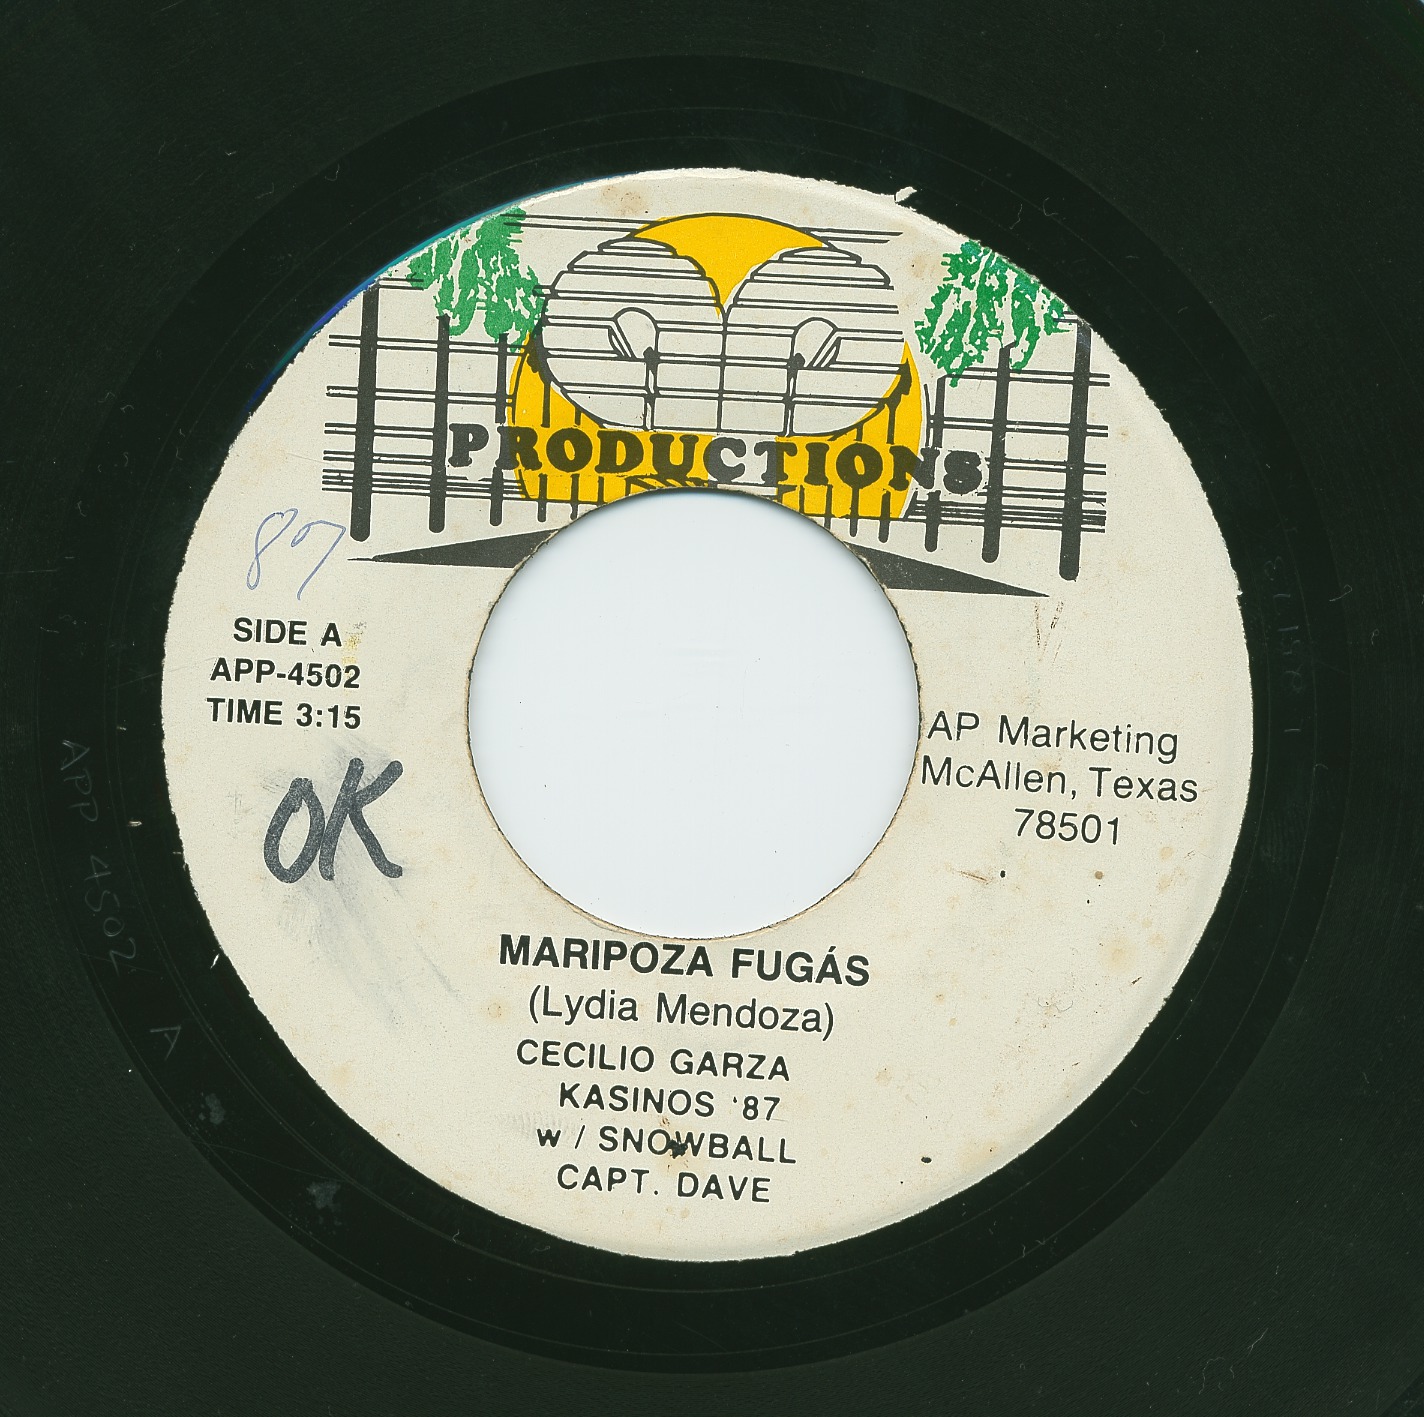 PRODUCTIONS
87
SIDE A
APP-4502
TIME 3:15
OK
AP Marketing
McAllen, Texas
78501
MARIPOZA FUGÁS
(Lydia Mendoza)
CECILIO GARZA
KASINOS '87
w / SNOWBALL
CAPT. DAVE
APP 4502 A